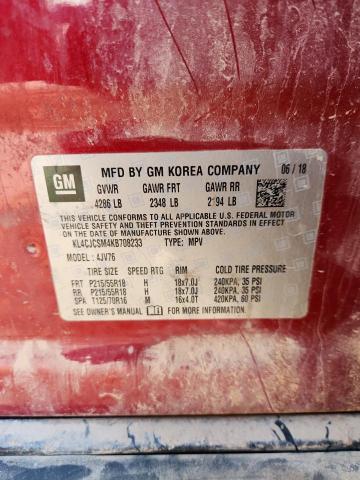 GM
MFD BY GM KOREA COMPANY 06 / 18
GVWR GAWR FRT GAWR RR
4286 LB 2348 LB 2194 LB
THIS VEHICLE CONFORMS TO ALL APPLICABLE U.S. FEDERAL MOTOR
VEHICLE SAFETY AND THEFT PREVENTION STANDARDS IN EFFECT
ON THE DATE OF MANUFACTURE SHOWN ABOVE.
KL4CJCSM4KB708233 TYPE: MPV
MODEL : 4JV76
TIRE SIZE SPEED RTG RIM COLD TIRE PRESSURE
FRT P215/55R18 H 18x7.0J 240KPA, 35 PSI
RR P215/55R18 H 18x7.0J 240KPA, 35 PSI
SPA T125/70R16 M 16x4.0T 420KPA, 60 PSI
SEE OWNER'S MANUAL FOR MORE INFORMATION.